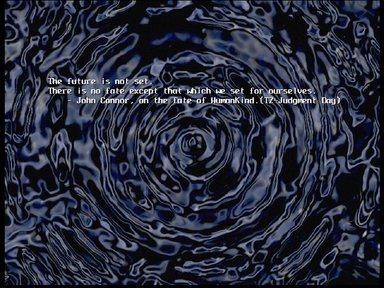 The future is not set.
There is no fate except that which we set for ourselves.
- John Connor, on the Fate of HumanKind.(T2-Judgment Day)